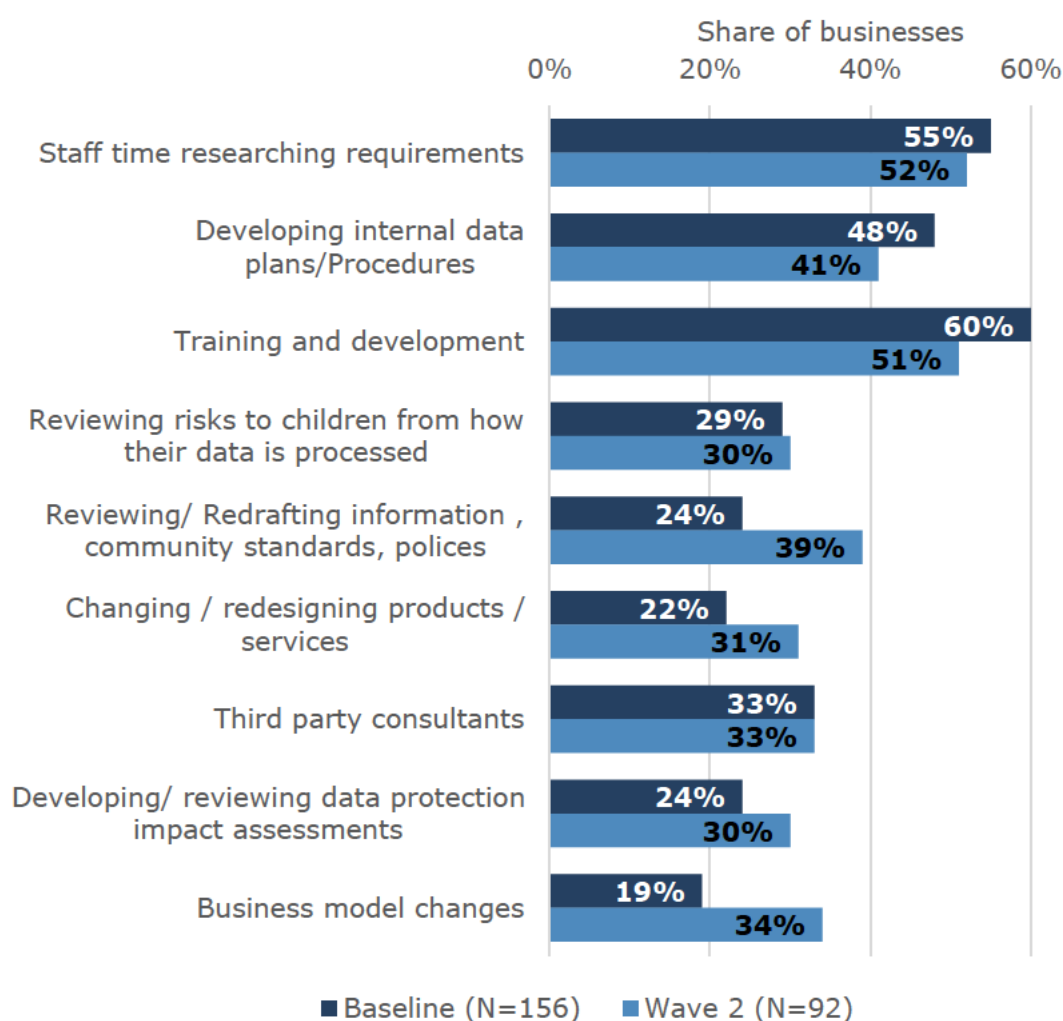 Share of businesses
0% 20% 40% 60%
Staff time researching requirements
55%
52%
Developing internal data
plans/Procedures
48%
41%
Training and development
60%
51%
Reviewing risks to children from how
their data is processed
29%
30%
Reviewing/ Redrafting information ,
community standards, polices
24%
39%
Changing / redesigning products /
services
22%
31%
Third party consultants
33%
33%
Developing/ reviewing data protection
impact assessments
24%
30%
Business model changes
19%
34%
Baseline (N=156) Wave 2 (N=92)